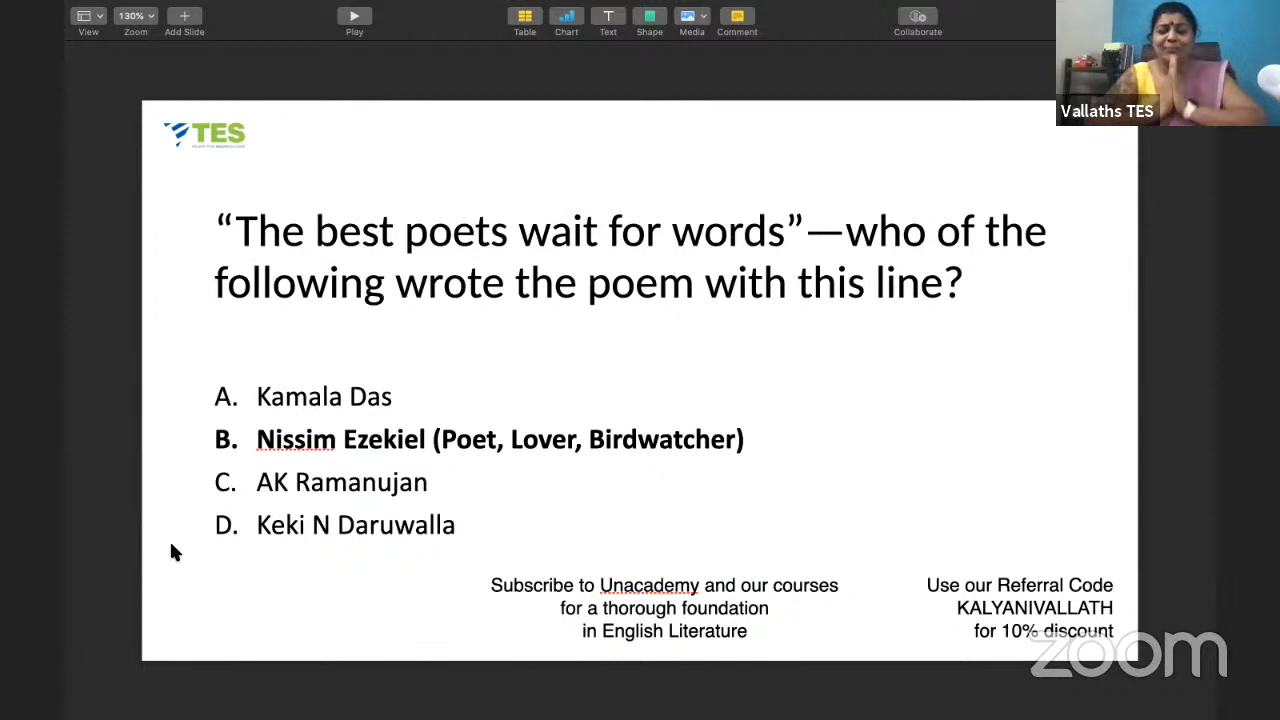 View
130%
Zoom
Add Slide
Play
Table
Chart
Text
Shape
Media
Comment
Collaborate
Vallaths TES
TES
“The best poets wait for words”—who of the
following wrote the poem with this line?
A. Kamala Das
B. Nissim Ezekiel (Poet, Lover, Birdwatcher)
C. AK Ramanujan
D. Keki N Daruwalla
Subscribe to Unacademy and our courses
for a thorough foundation
in English Literature
Use our Referral Code
KALYANIVALLATH
for 10% discount
zoom